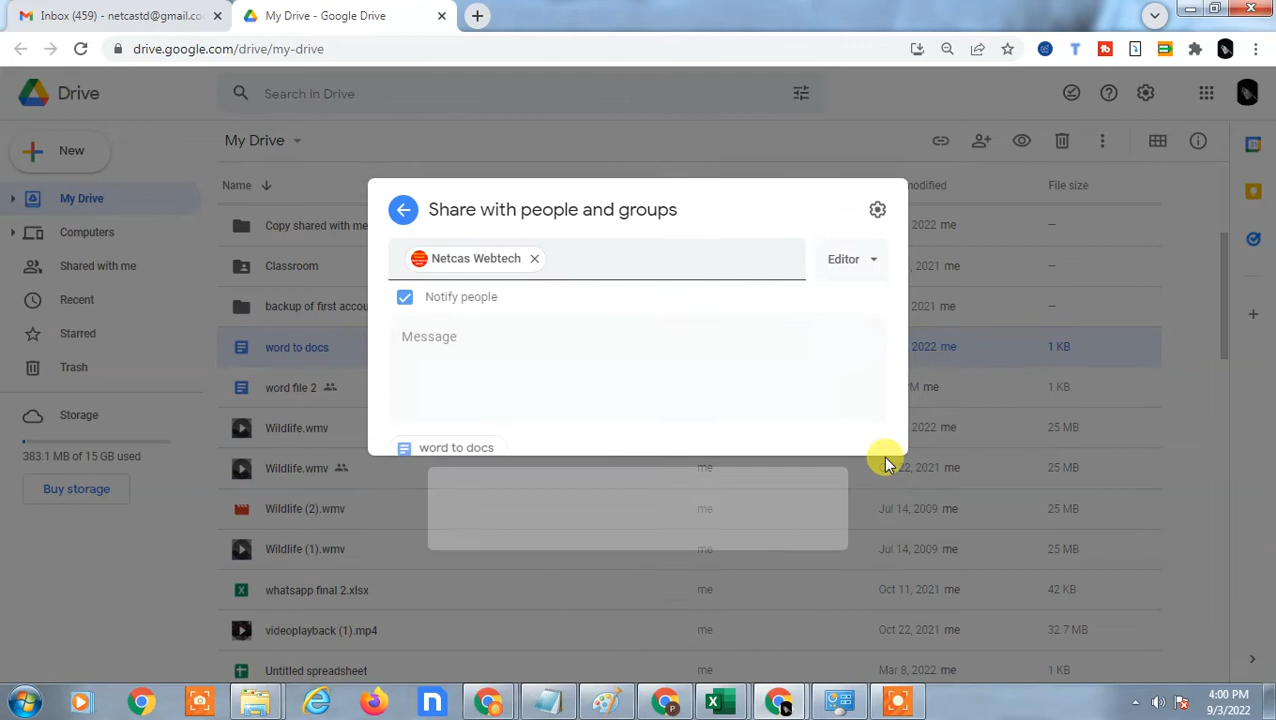 Inbox (459) - netcastd@gmail.co
My Drive - Google Drive
drive.google.com/drive/my-drive
Drive
Search in Drive
New
My Drive
Computers
Shared with me
Recent
Starred
Trash
Storage
383.1 MB of 15 GB used
Buy storage
My Drive
Name
modified
File size
Copy shared with me
2022 me
—
Classroom
2021 me
—
backup of first accou
2021 me
—
word to docs
2022 me
1 KB
word file 2
PM me
1 KB
Wildlife.wmv
2022 me
25 MB
Wildlife.wmv
me
Oct 22, 2021 me
25 MB
Wildlife (2).wmv
me
Jul 14, 2009 me
25 MB
Wildlife (1).wmv
me
Jul 14, 2009 me
25 MB
whatsapp final 2.xlsx
me
Oct 11, 2021 me
42 KB
videoplayback (1).mp4
me
Oct 22, 2021 me
32.7 MB
Untitled spreadsheet
me
Mar 8, 2022 me
1 KB
Share with people and groups
Netcas Webtech
Editor
Notify people
Message
word to docs
4:00 PM
9/3/2022